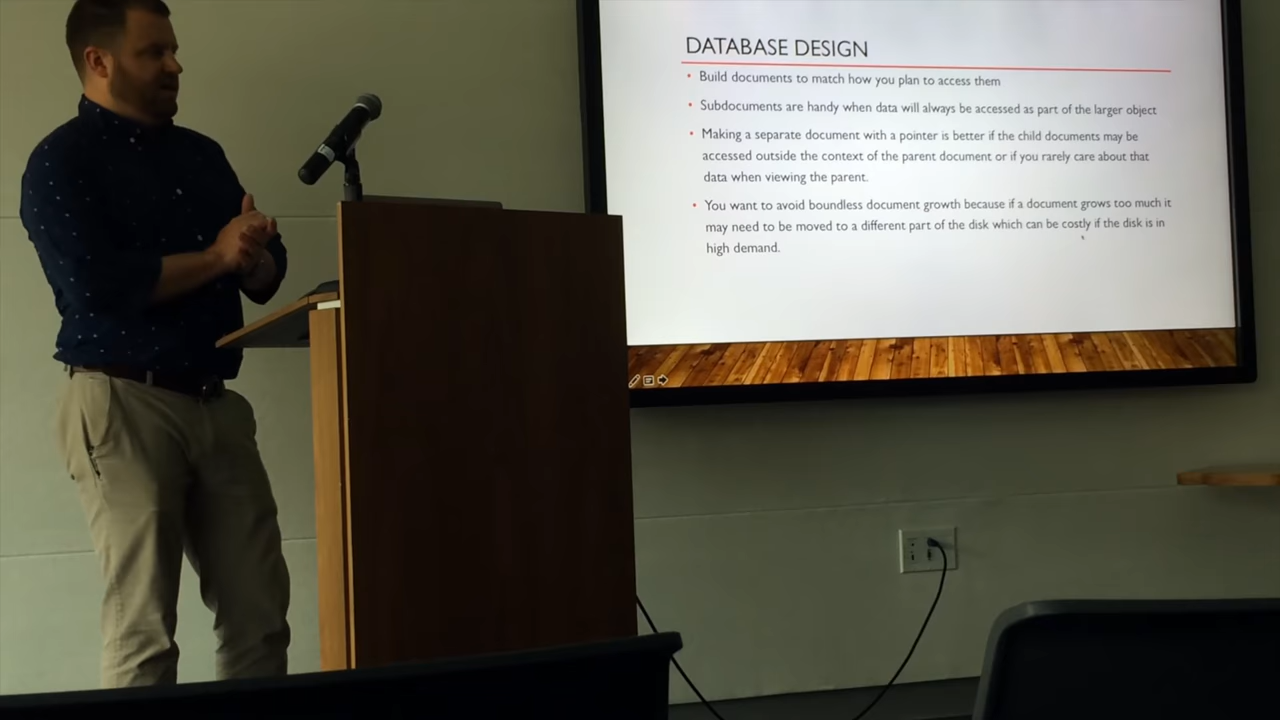 DATABASE DESIGN
• Build documents to match how you plan to access them
• Subdocuments are handy when data will always be accessed as part of the larger object
• Making a separate document with a pointer is better if the child documents may be
accessed outside the context of the parent document or if you rarely care about that
data when viewing the parent.
• You want to avoid boundless document growth because if a document grows too much it
may need to be moved to a different part of the disk which can be costly if the disk is in
high demand.